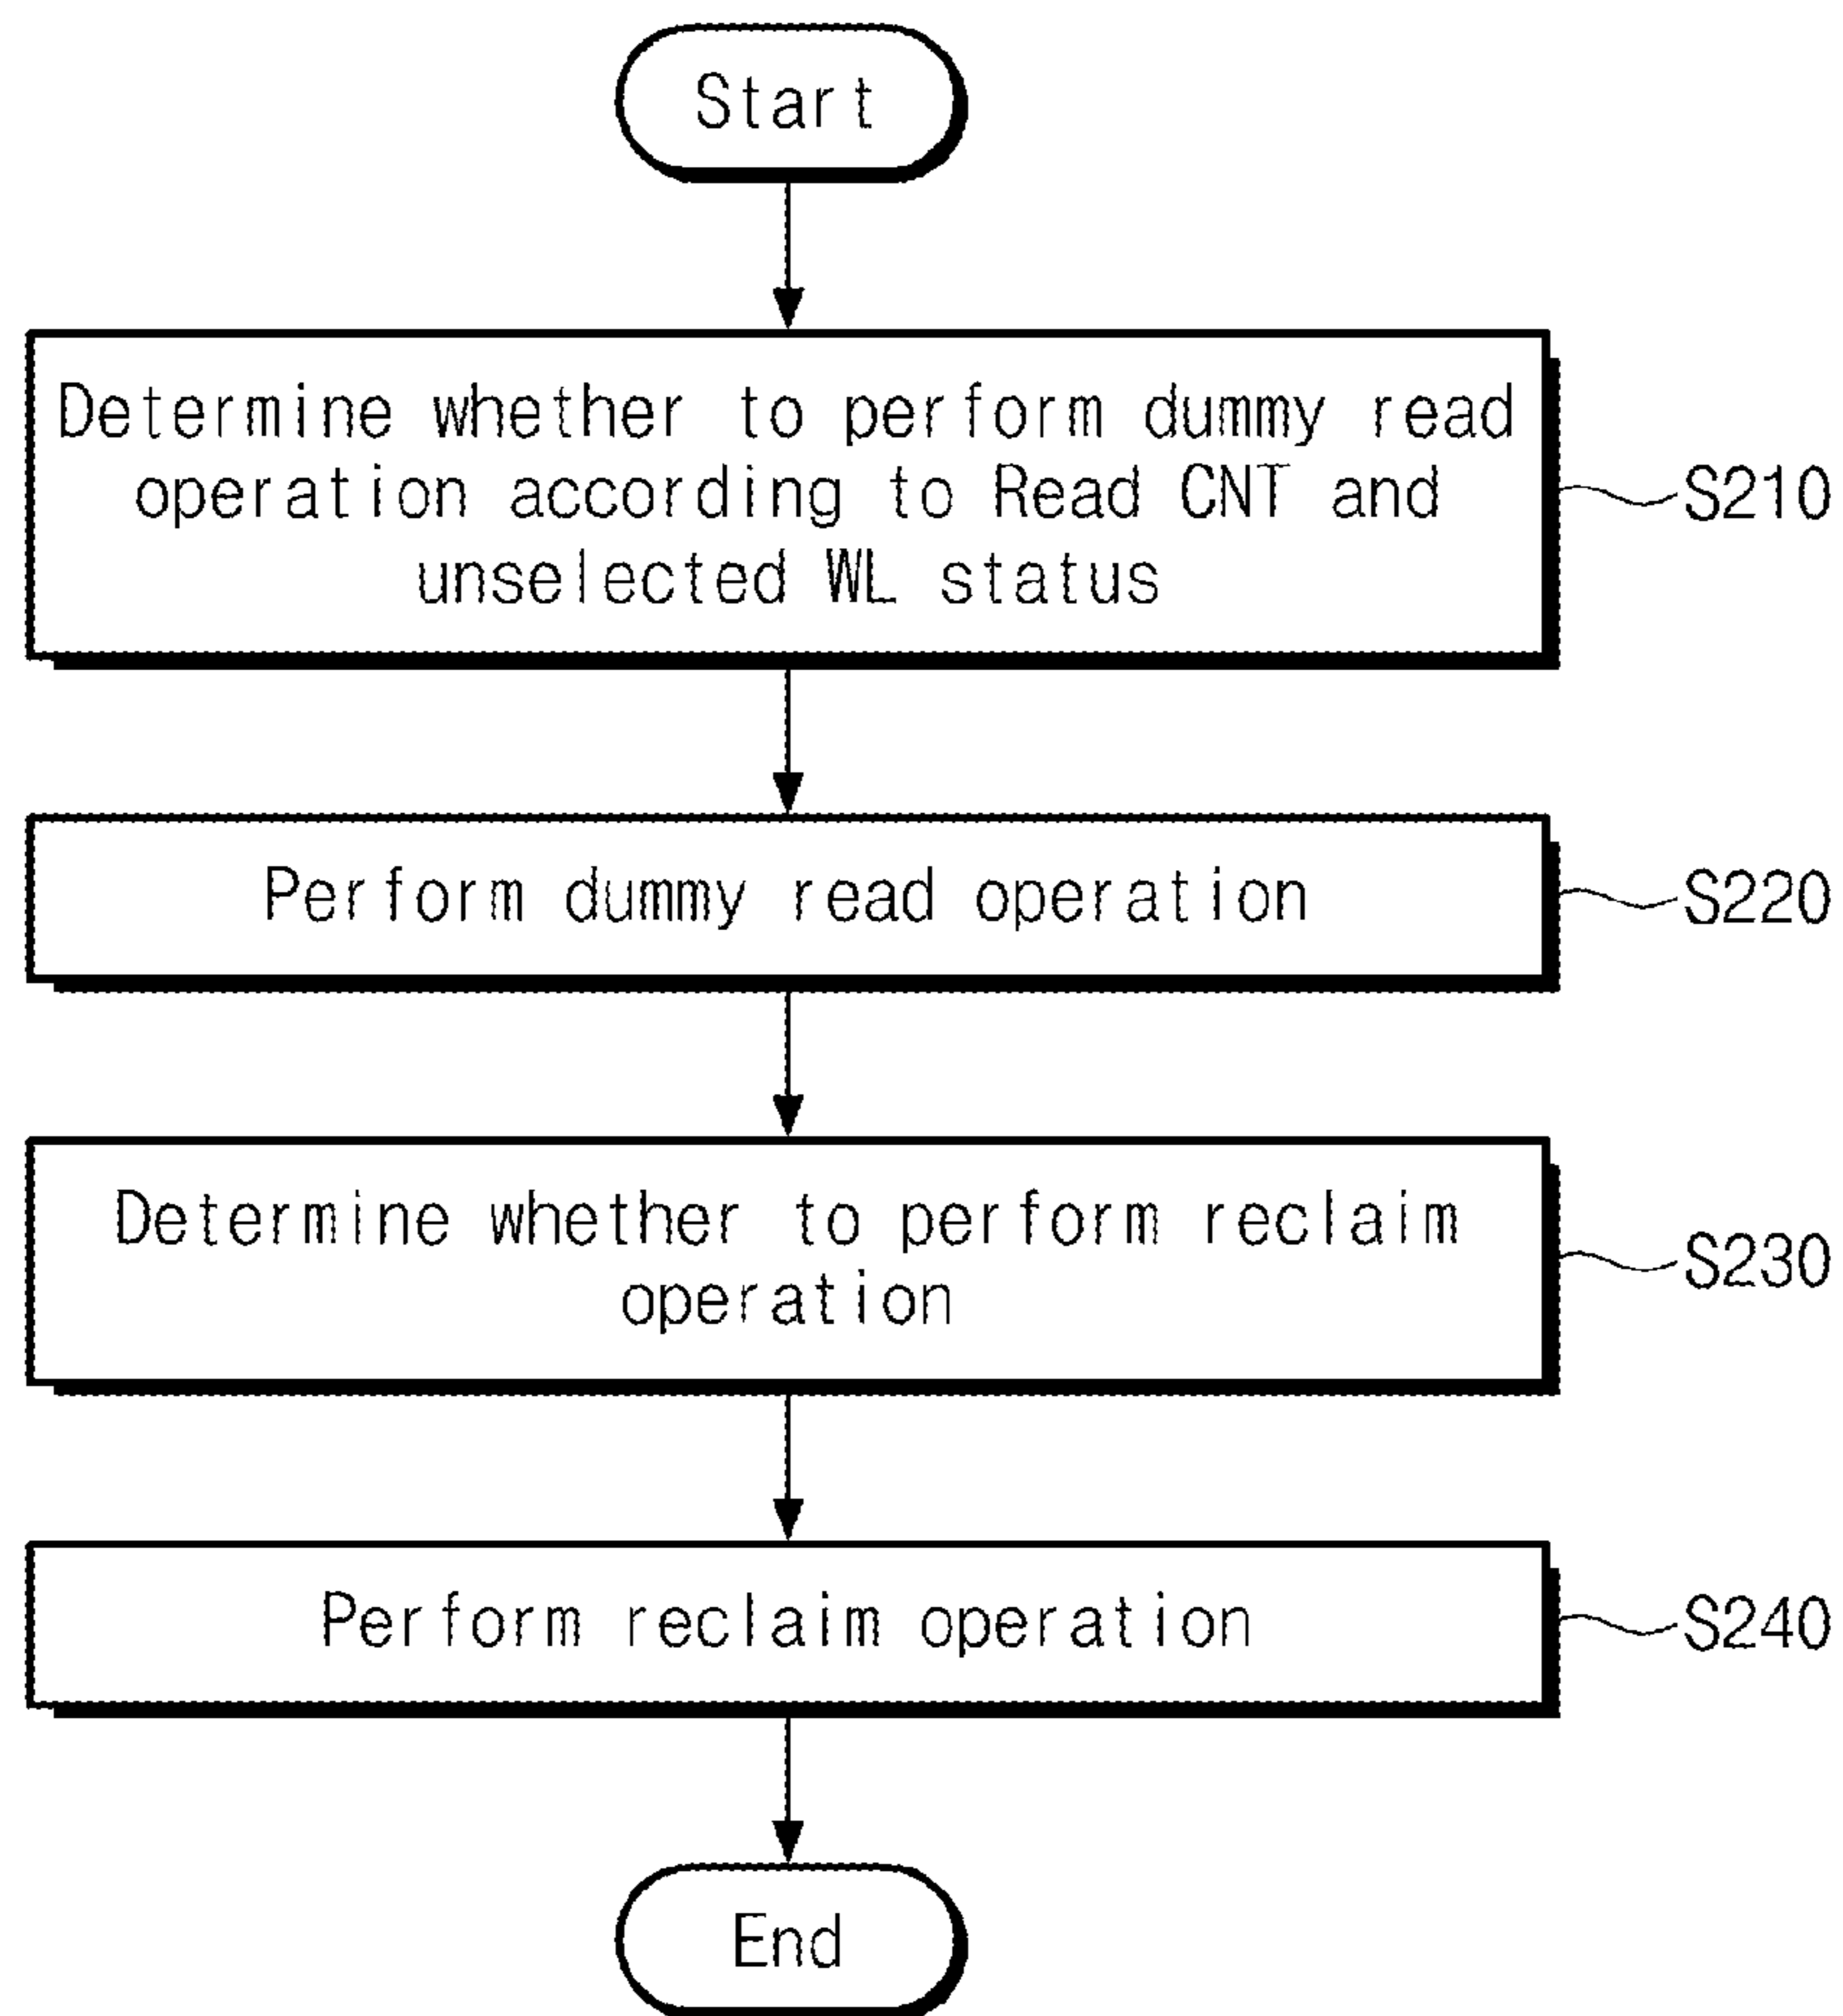 Start
Determine whether to perform dummy read
operation according to Read CNT and
unselected WL status
S210
Perform dummy read operation
S220
Determine whether to perform reclaim
operation
S230
Perform reclaim operation
S240
End